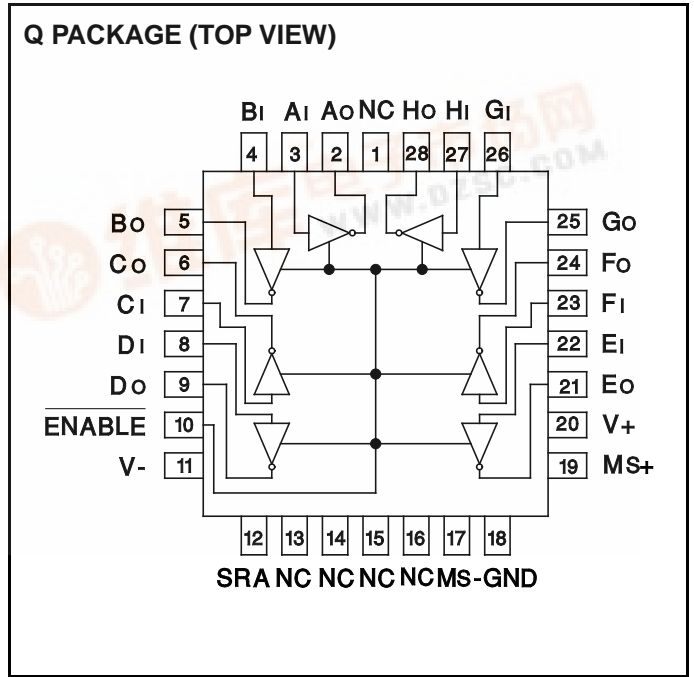 Q PACKAGE (TOP VIEW)
BI AI AO NC HO HI GI
4 3 2 1 28 27 26
BO 5
CO 6
CI 7
DI 8
DO 9
ENABLE 10
V- 11
25 GO
24 FO
23 FI
22 EI
21 EO
20 V+
19 MS+
12 13 14 15 16 17 18
SRA NC NC NC NC MS- GND
WWW.DZSC.COM